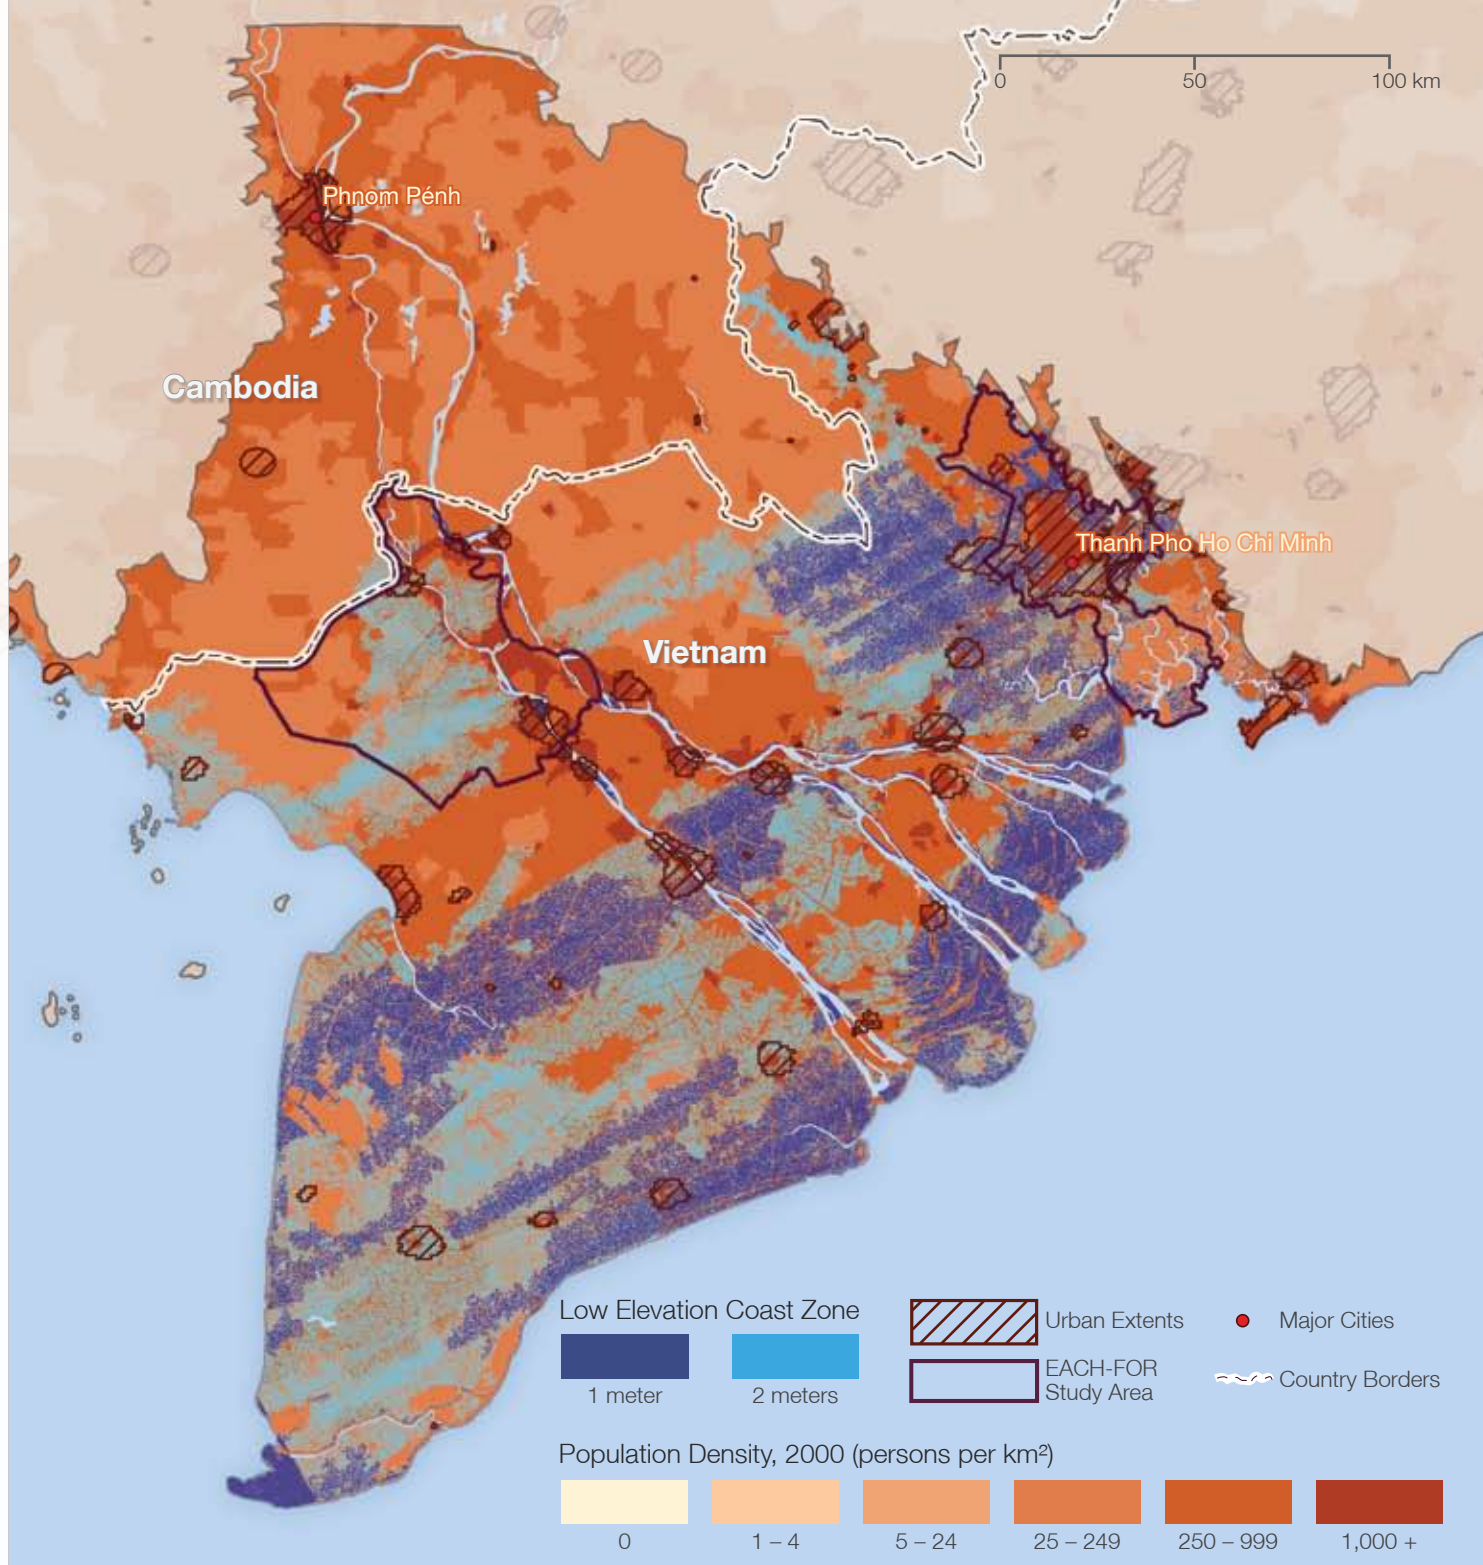 0 50 100 km
Phnom Pénh
Cambodia
Thanh Pho Ho Chi Minh
Vietnam
Low Elevation Coast Zone
1 meter
2 meters
Urban Extents
EACH-FOR
Study Area
Major Cities
Country Borders
Population Density, 2000 (persons per km²)
0
1 – 4
5 – 24
25 – 249
250 – 999
1,000 +